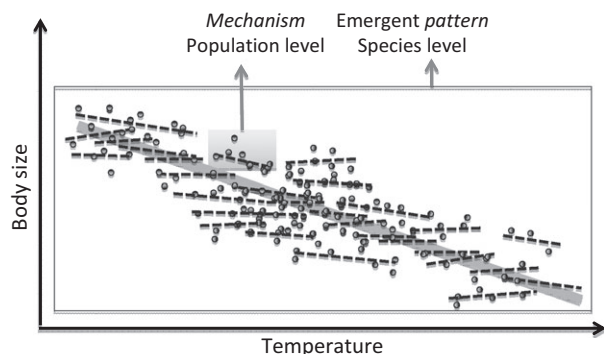 Mechanism
Population level
Emergent pattern
Species level
Body size
Temperature